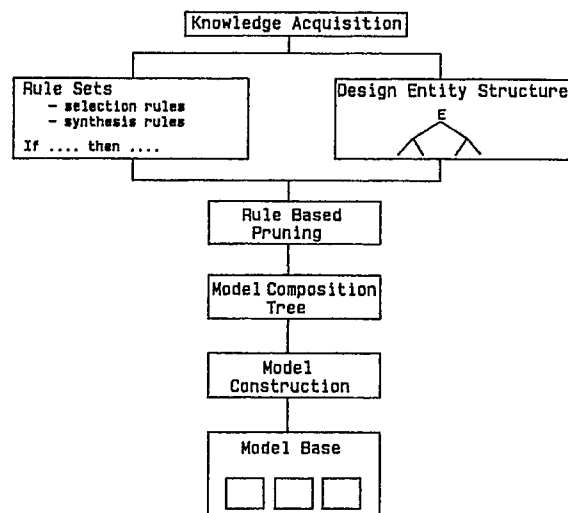 Knowledge Acquisition
Rule Sets
- selection rules
- synthesis rules
If .... then ....
Design Entity Structure
E
Rule Based
Pruning
Model Composition
Tree
Model
Construction
Model Base